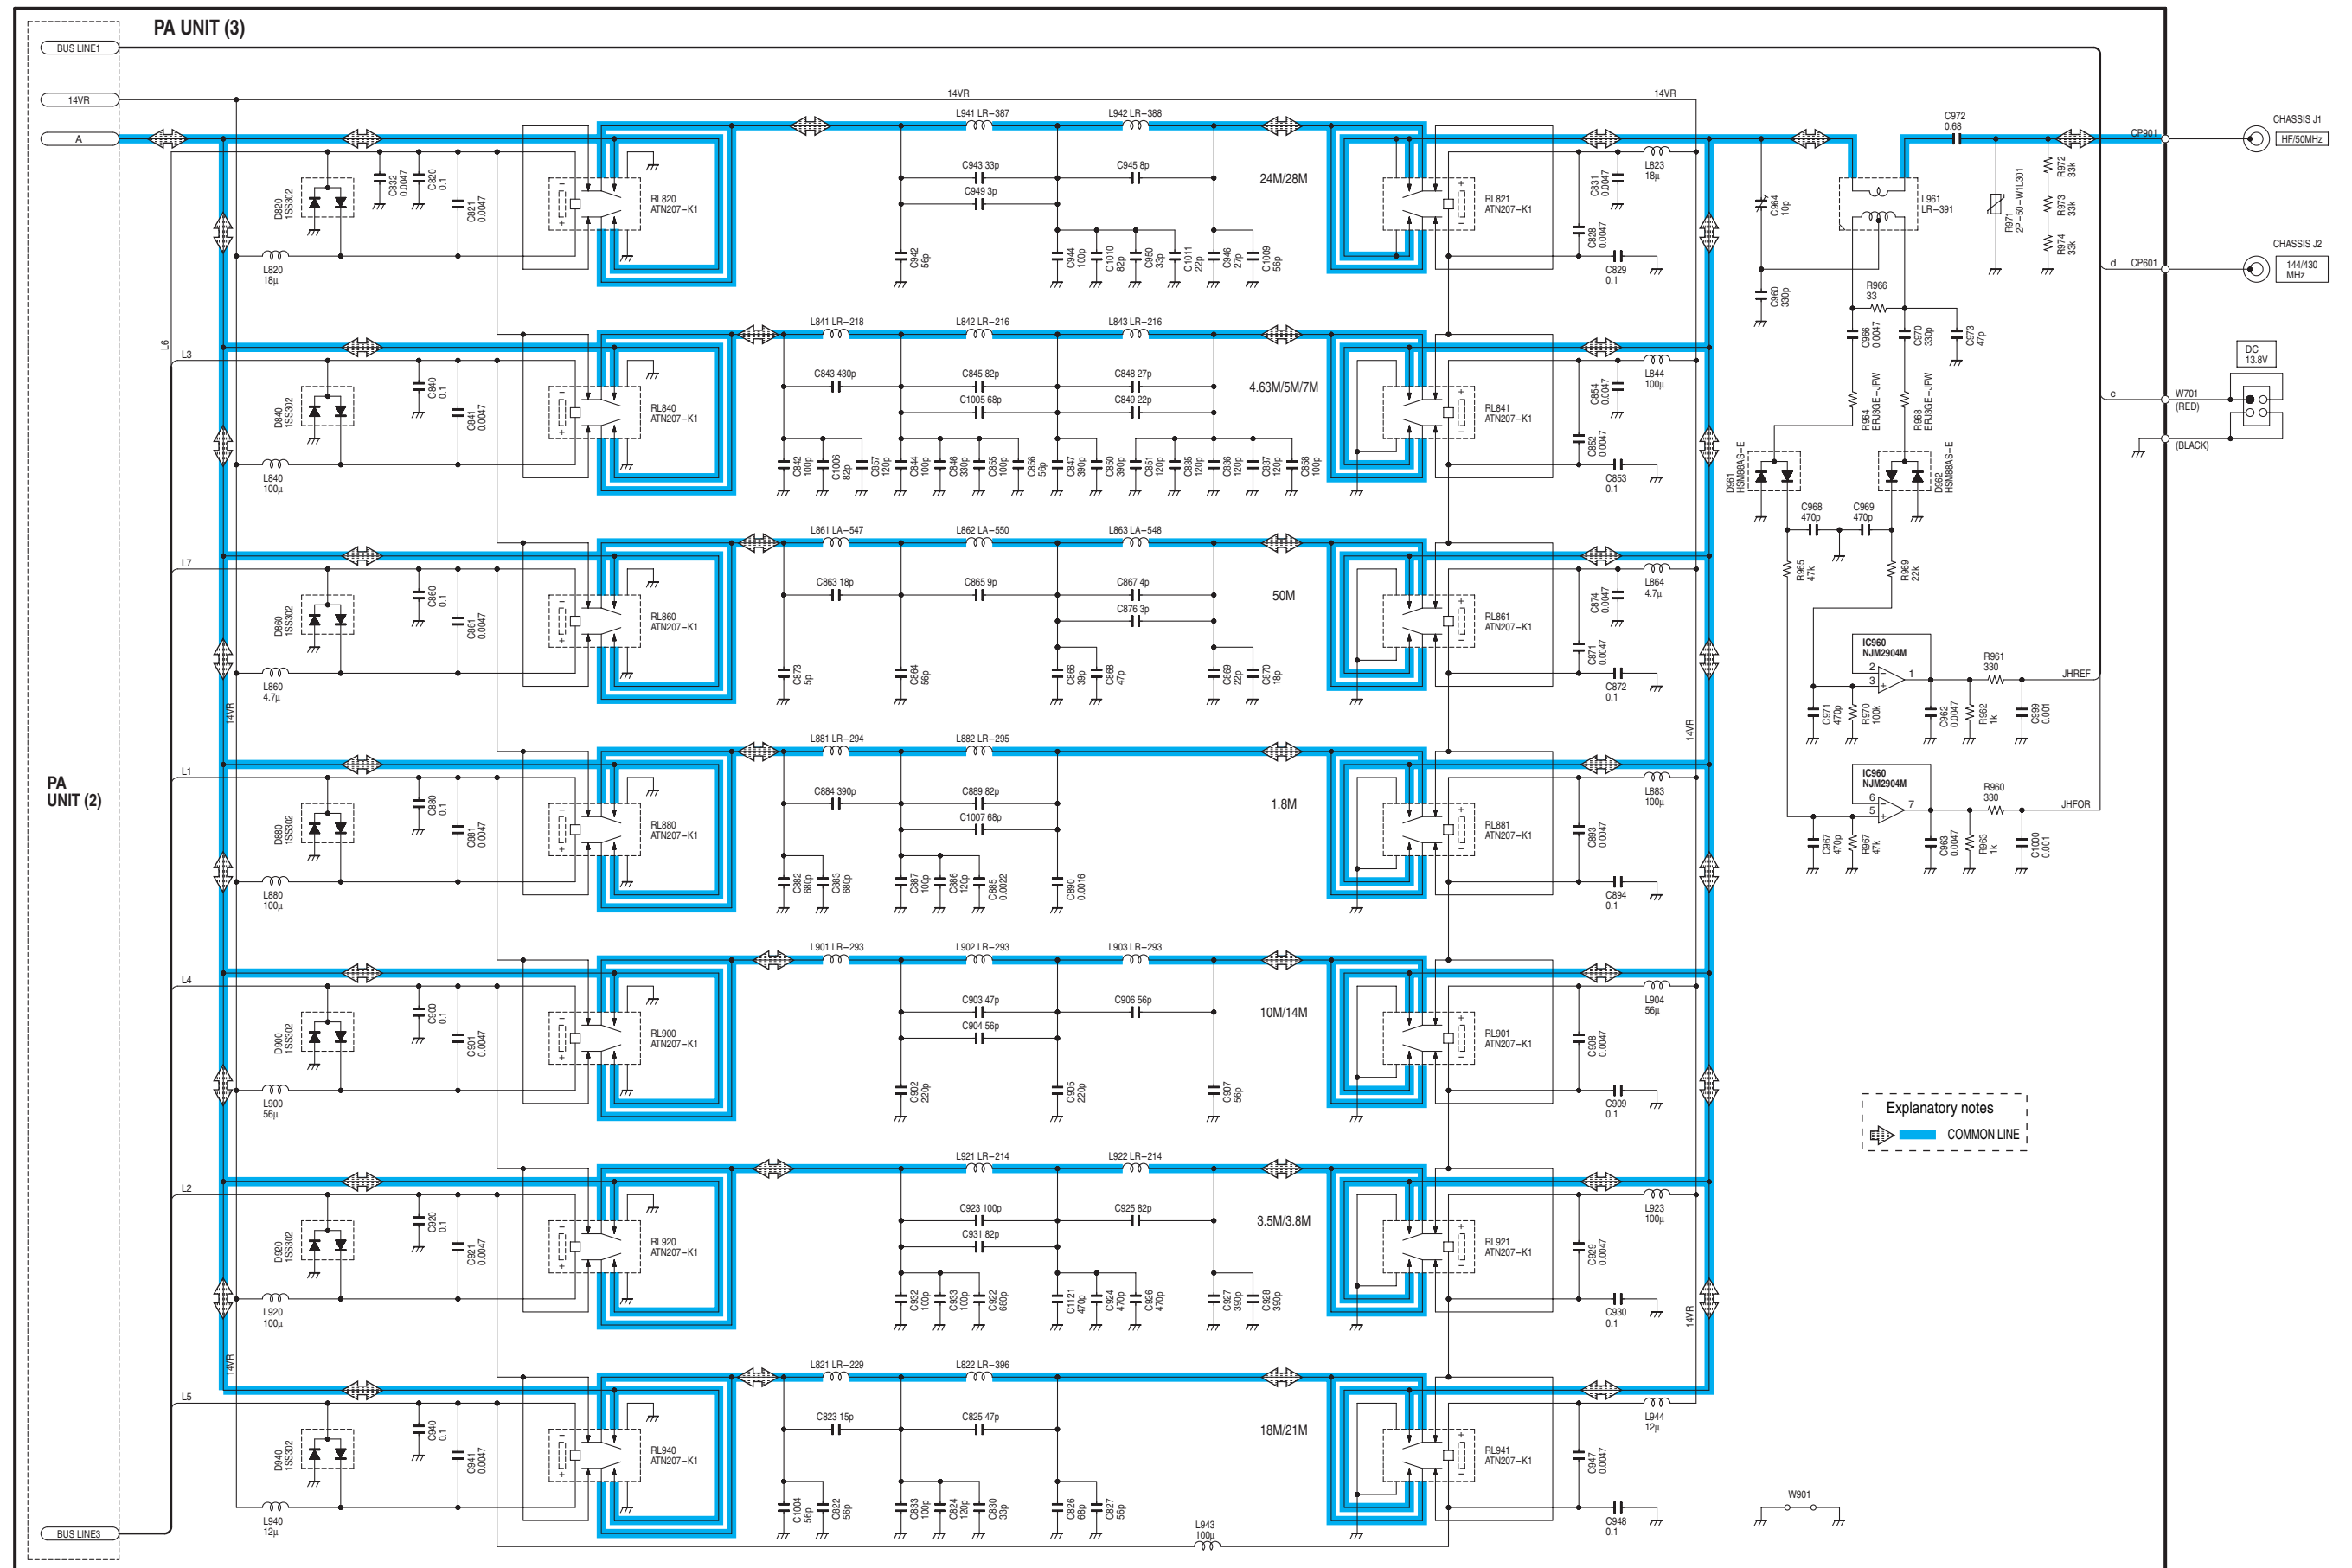 PA UNIT (3)
BUS LINE1
14VR
A
PA
UNIT (2)
BUS LINE3
14VR
14VR
L6
D820
1SS302
C832
0.0047
C820
0.1
C821
0.0047
L820
18μ
RL820
ATN207-K1
L941 LR-387
L942 LR-388
C943 33p
C949 3p
C945 8p
24M/28M
C942
56p
C944
100p
C1010
82p
C950
33p
C1011
22p
C946
27p
C1009
56p
RL821
ATN207-K1
C831
0.0047
L823
18μ
C828
0.0047
C829
0.1
L3
D840
1SS302
C840
0.1
C841
0.0047
L840
100μ
RL840
ATN207-K1
L841 LR-218
L842 LR-216
L843 LR-216
C843 430p
C845 82p
C1005 68p
C848 27p
C849 22p
4.63M/5M/7M
C842
100p
C1006
82p
C857
120p
C844
100p
C846
330p
C855
100p
C856
56p
C847
390p
C850
390p
C851
120p
C835
120p
C836
120p
C837
120p
C858
100p
RL841
ATN207-K1
C854
0.0047
L844
100μ
C852
0.0047
C853
0.1
L7
D860
1SS302
C860
0.1
C861
0.0047
L860
4.7μ
14VR
RL860
ATN207-K1
L861 LA-547
L862 LA-550
L863 LA-548
C863 18p
C865 9p
C867 4p
C876 3p
50M
C873
5p
C864
56p
C866
39p
C868
47p
C869
22p
C870
18p
RL861
ATN207-K1
C874
0.0047
L864
4.7μ
C871
0.0047
C872
0.1
14VR
L1
D880
1SS302
C880
0.1
C881
0.0047
L880
100μ
RL880
ATN207-K1
L881 LR-294
L882 LR-295
C884 390p
C889 82p
C1007 68p
1.8M
C882
680p
C883
680p
C887
100p
C886
120p
C885
0.0022
C890
0.0016
RL881
ATN207-K1
L883
100μ
C893
0.0047
C894
0.1
L4
D900
1SS302
C900
0.1
C901
0.0047
L900
56μ
RL900
ATN207-K1
L901 LR-293
L902 LR-293
L903 LR-293
C903 47p
C904 56p
C906 56p
10M/14M
C902
220p
C905
220p
C907
56p
RL901
ATN207-K1
L904
56μ
C908
0.0047
C909
0.1
L2
D920
1SS302
C920
0.1
C921
0.0047
L920
100μ
RL920
ATN207-K1
L921 LR-214
L922 LR-214
C923 100p
C931 82p
C925 82p
3.5M/3.8M
C932
100p
C933
100p
C922
680p
C1121
470p
C924
470p
C926
470p
C927
390p
C928
390p
RL921
ATN207-K1
L923
100μ
C929
0.0047
C930
0.1
14VR
14VR
L5
D940
1SS302
C940
0.1
C941
0.0047
L940
12μ
RL940
ATN207-K1
L821 LR-229
L822 LR-396
C823 15p
C825 47p
18M/21M
C1004
56p
C822
56p
C833
100p
C824
120p
C830
33p
C826
68p
C827
56p
L943
100μ
RL941
ATN207-K1
L944
12μ
C947
0.0047
C948
0.1
C964
10p
C960
330p
L961
LR-391
C972
0.68
R971
2P-50-W1L301
R972
33k
R973
33k
R974
33k
CP901
CHASSIS J1
HF/50MHz
d
CP601
CHASSIS J2
144/430
MHz
DC
13.8V
c
W701
(RED)
(BLACK)
R966
33
C966
0.0047
C970
330p
C973
47p
R964
ERJ3GE-JPW
R968
ERJ3GE-JPW
D961
HSM88AS-E
D962
HSM88AS-E
C968
470p
C969
470p
R965
47k
R969
22k
IC960
NJM2904M
2
3
1
R961
330
JHREF
C971
470p
R970
100k
C962
0.0047
R962
1k
C999
0.001
IC960
NJM2904M
6
5
7
R960
330
JHFOR
C967
470p
R967
47k
C963
0.0047
R963
1k
C1000
0.001
Explanatory notes
COMMON LINE
W901